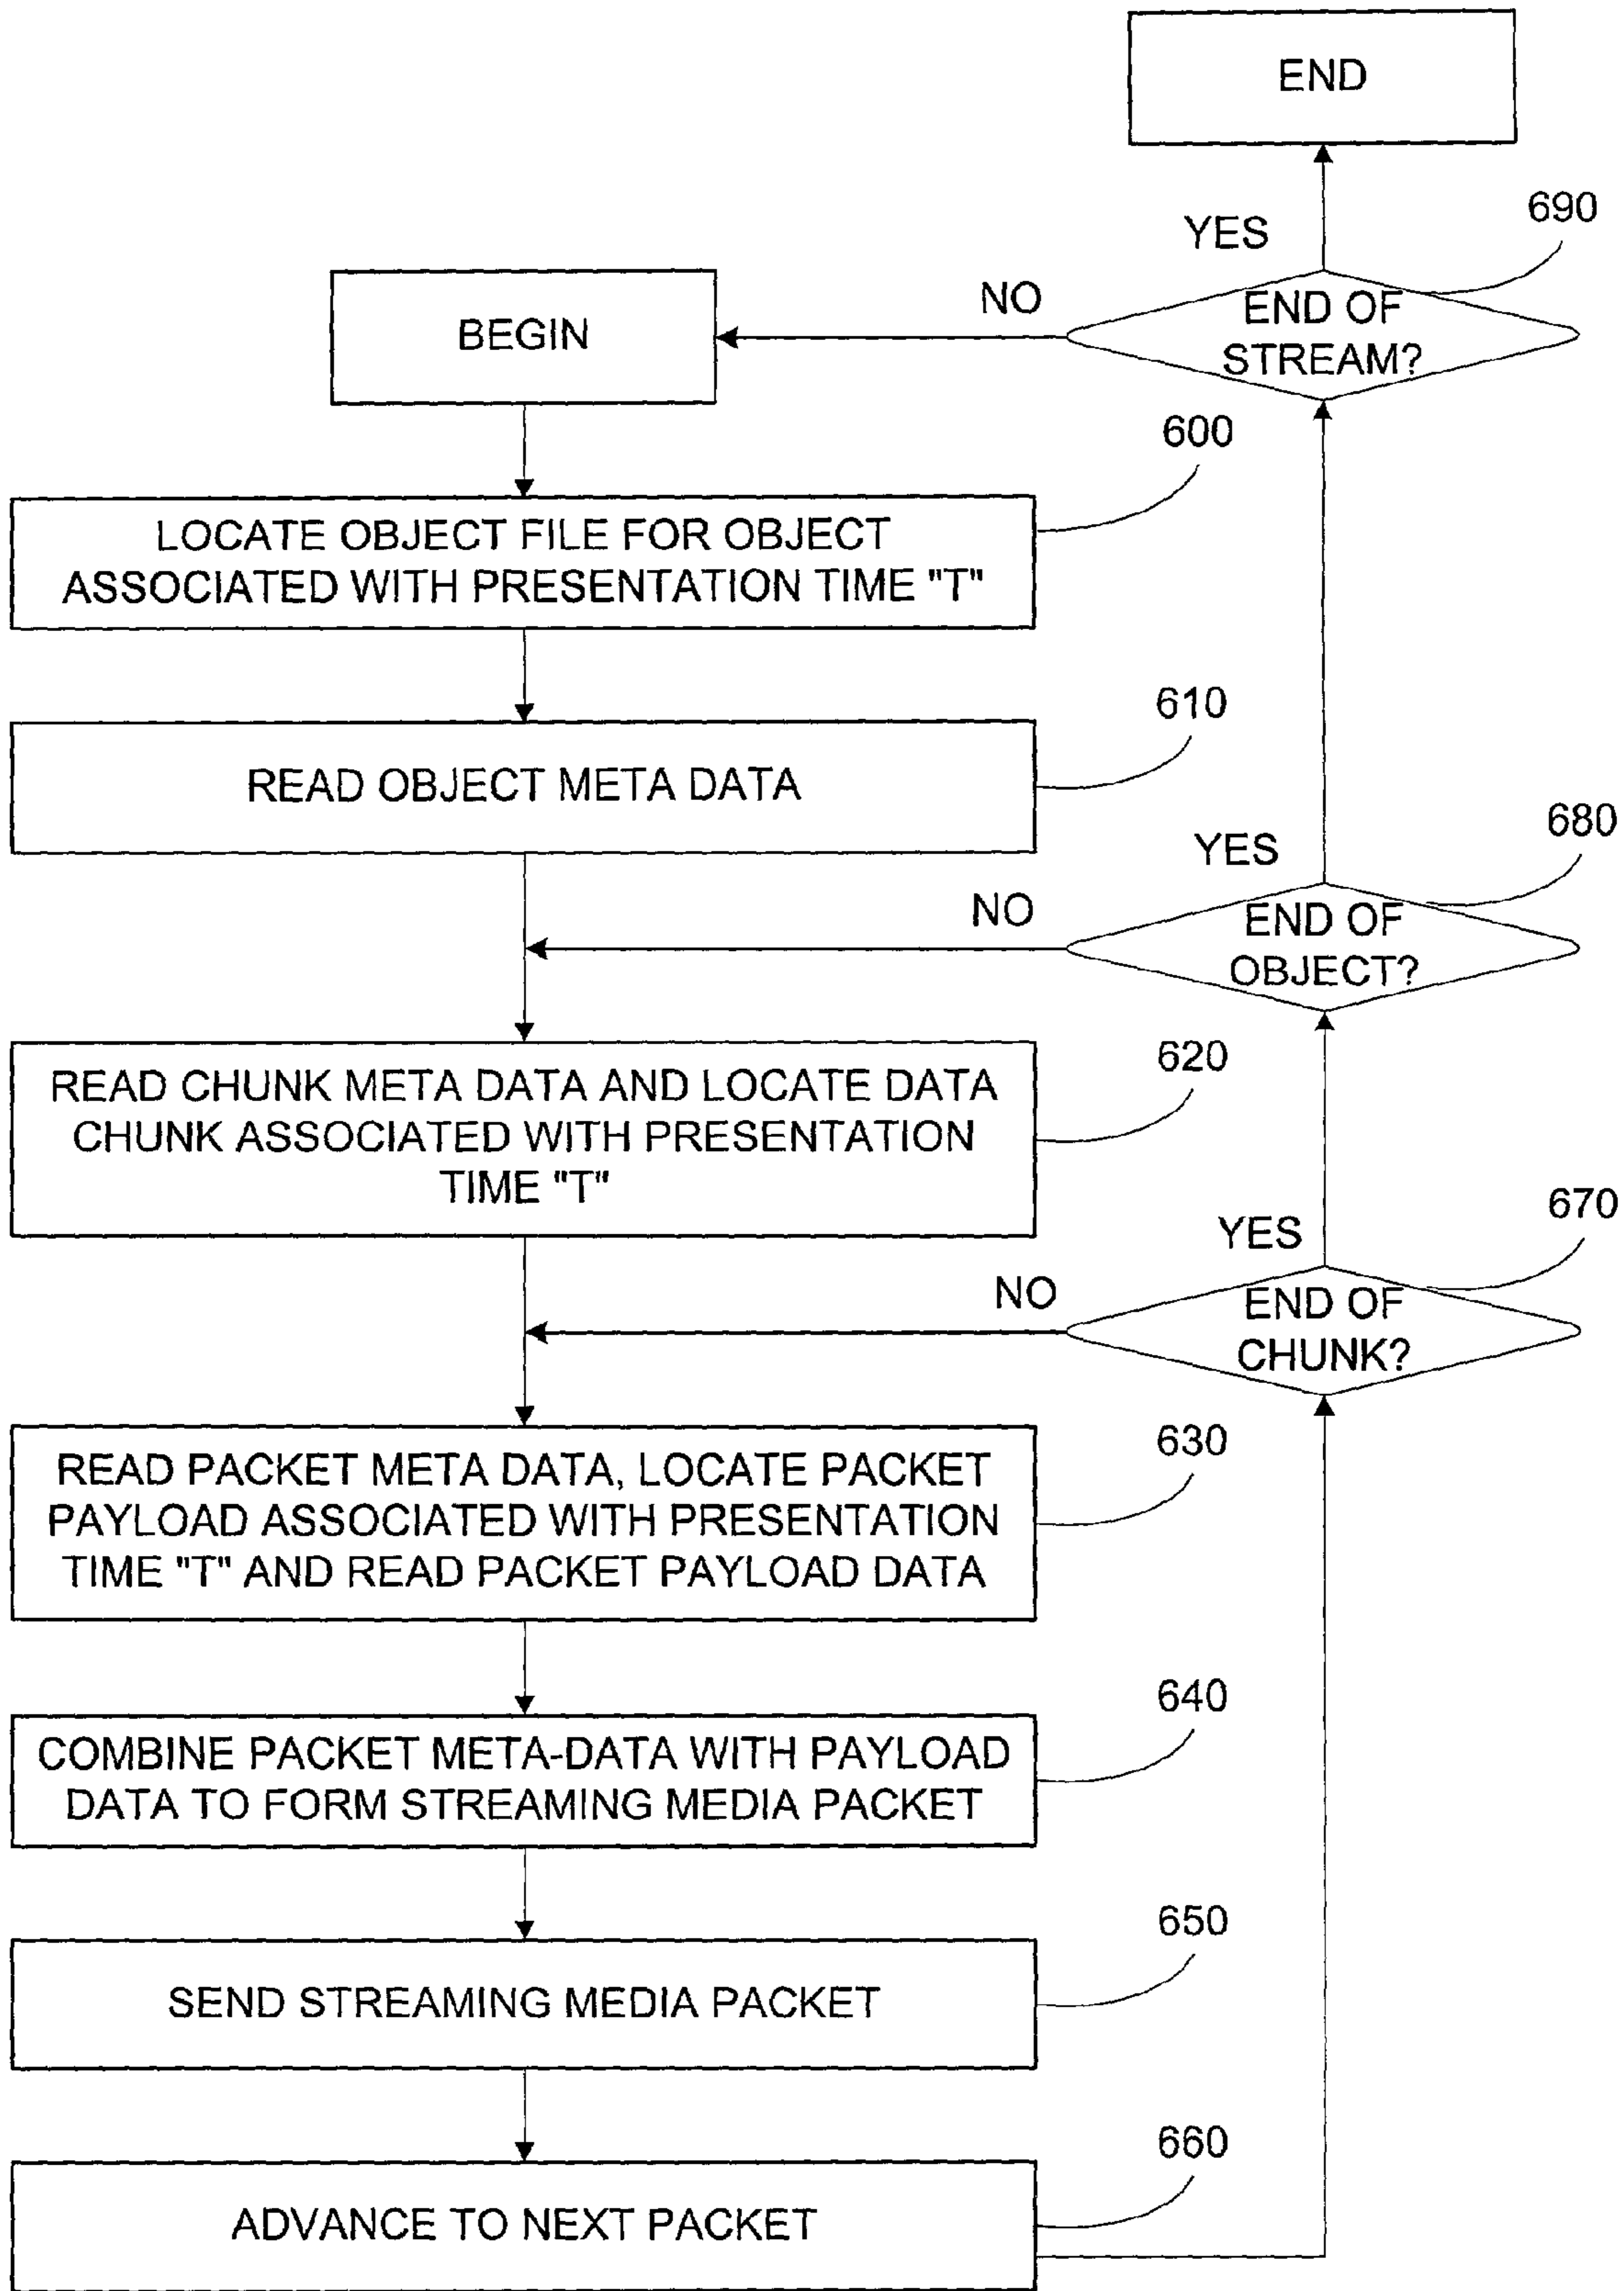 END
690
YES
NO
END OF
STREAM?
BEGIN
600
LOCATE OBJECT FILE FOR OBJECT
ASSOCIATED WITH PRESENTATION TIME "T"
610
READ OBJECT META DATA
680
YES
NO
END OF
OBJECT?
620
READ CHUNK META DATA AND LOCATE DATA
CHUNK ASSOCIATED WITH PRESENTATION
TIME "T"
670
YES
NO
END OF
CHUNK?
630
READ PACKET META DATA, LOCATE PACKET
PAYLOAD ASSOCIATED WITH PRESENTATION
TIME "T" AND READ PACKET PAYLOAD DATA
640
COMBINE PACKET META-DATA WITH PAYLOAD
DATA TO FORM STREAMING MEDIA PACKET
650
SEND STREAMING MEDIA PACKET
660
ADVANCE TO NEXT PACKET